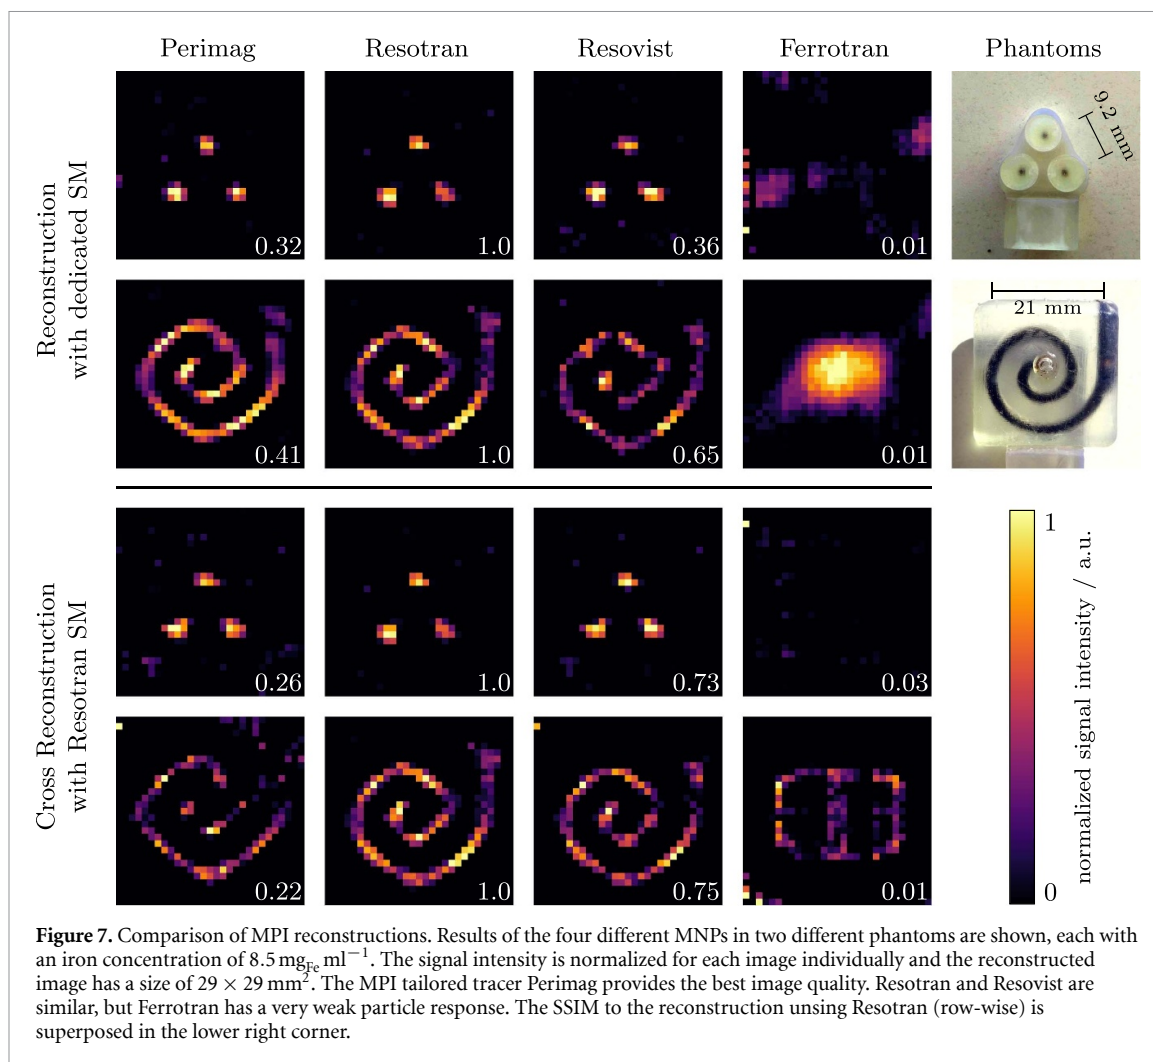 Perimag Resotran Resovist Ferrotran Phantoms
Reconstruction
with dedicated SM
0.32 1.0 0.36 0.01
9.2 mm
0.41 1.0 0.65 0.01
21 mm
Cross Reconstruction
with Resotran SM
0.26 1.0 0.73 0.03
0.22 1.0 0.75 0.01
1
normalized signal intensity / a.u.
0
Figure 7. Comparison of MPI reconstructions. Results of the four different MNPs in two different phantoms are shown, each with
an iron concentration of 8.5 mg_Fe ml⁻¹. The signal intensity is normalized for each image individually and the reconstructed
image has a size of 29 × 29 mm². The MPI tailored tracer Perimag provides the best image quality. Resotran and Resovist are
similar, but Ferrotran has a very weak particle response. The SSIM to the reconstruction unsing Resotran (row-wise) is
superposed in the lower right corner.